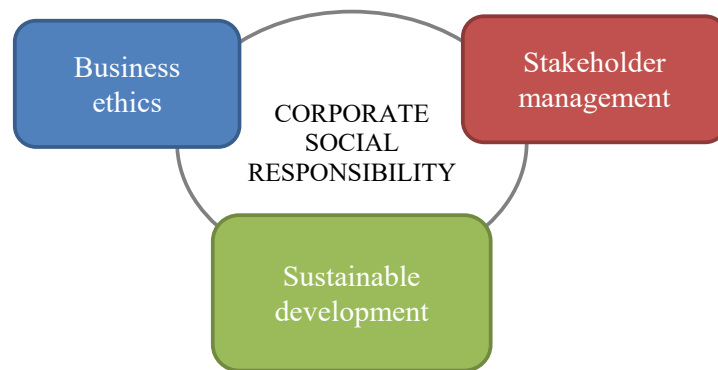 Business
ethics
Stakeholder
management
CORPORATE
SOCIAL
RESPONSIBILITY
Sustainable
development